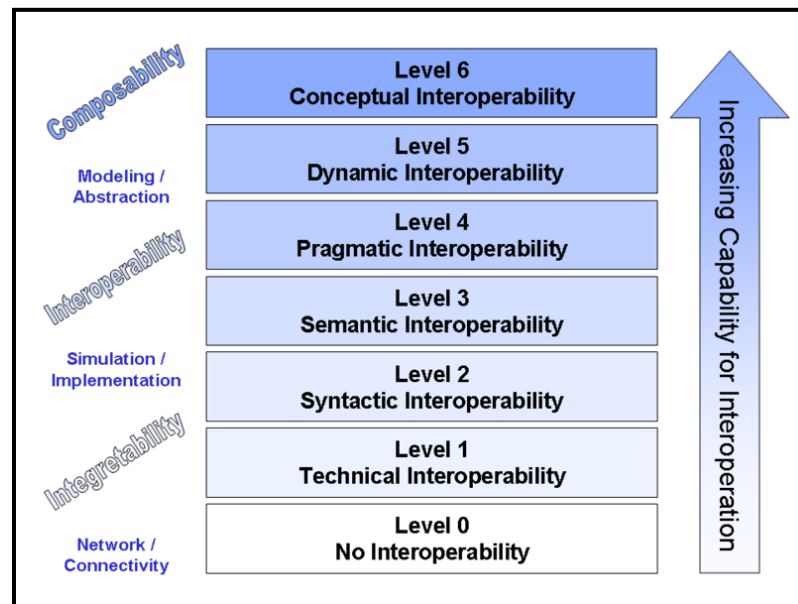 Composability
Level 6
Conceptual Interoperability
Modeling /
Abstraction
Level 5
Dynamic Interoperability
Interoperability
Level 4
Pragmatic Interoperability
Level 3
Semantic Interoperability
Simulation /
Implementation
Level 2
Syntactic Interoperability
Integretability
Level 1
Technical Interoperability
Network /
Connectivity
Level 0
No Interoperability
Increasing Capability for Interoperation